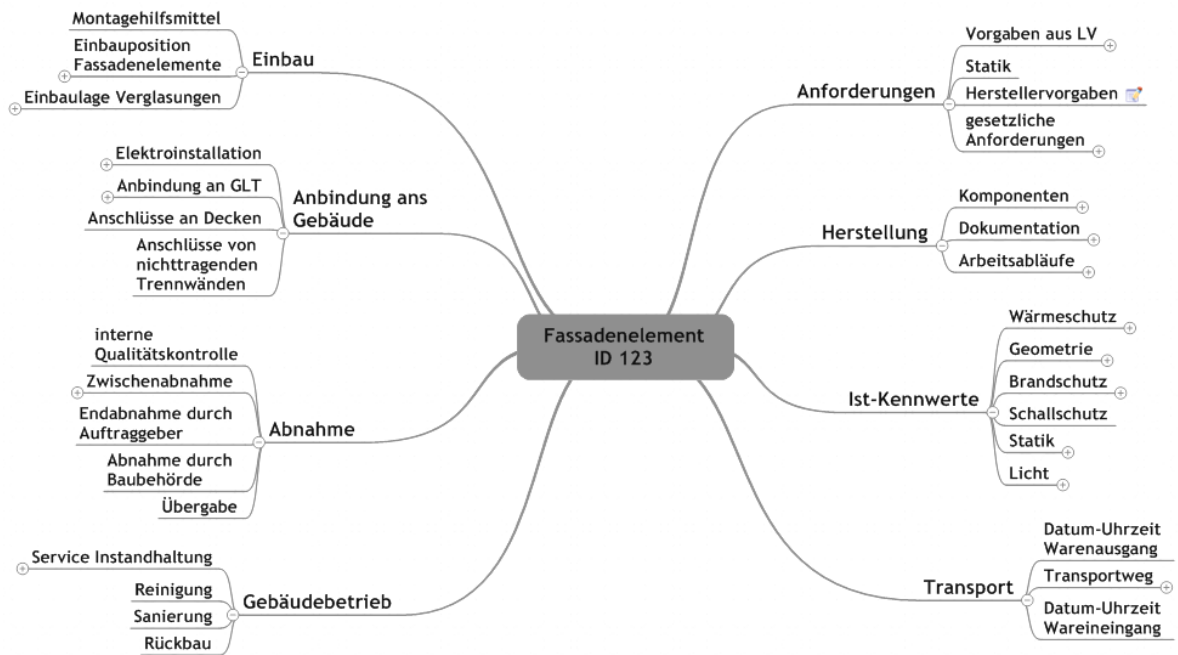 Fassadenelement
ID 123
Anforderungen
Vorgaben aus LV
Statik
Herstellervorgaben
gesetzliche
Anforderungen
Herstellung
Komponenten
Dokumentation
Arbeitsabläufe
Ist-Kennwerte
Wärmeschutz
Geometrie
Brandschutz
Schallschutz
Statik
Licht
Transport
Datum-Uhrzeit
Warenausgang
Transportweg
Datum-Uhrzeit
Wareineingang
Einbau
Montagehilfsmittel
Einbauposition
Fassadenelemente
Einbaulage Verglasungen
Anbindung ans
Gebäude
Elektroinstallation
Anbindung an GLT
Anschlüsse an Decken
Anschlüsse von
nichttragenden
Trennwänden
Abnahme
interne
Qualitätskontrolle
Zwischenabnahme
Endabnahme durch
Auftraggeber
Abnahme durch
Baubehörde
Übergabe
Gebäudebetrieb
Service Instandhaltung
Reinigung
Sanierung
Rückbau